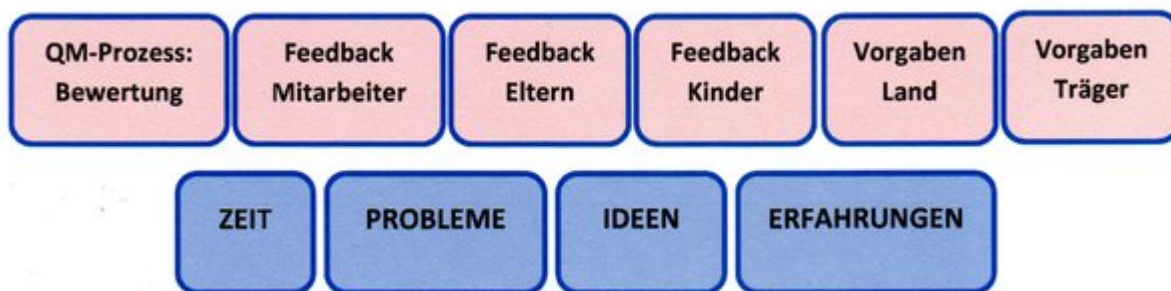 QM-Prozess:
Bewertung
Feedback
Mitarbeiter
Feedback
Eltern
Feedback
Kinder
Vorgaben
Land
Vorgaben
Träger
ZEIT
PROBLEME
IDEEN
ERFAHRUNGEN